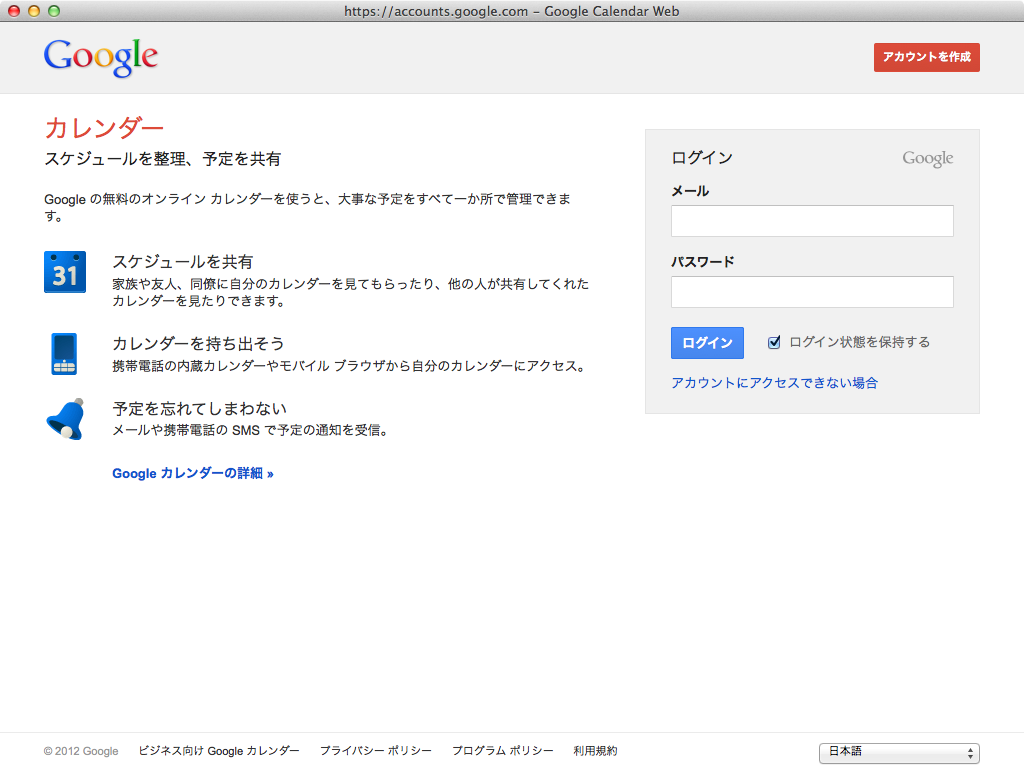 https://accounts.google.com – Google Calendar Web
Google
アカウントを作成
カレンダー
スケジュールを整理、予定を共有
Google の無料のオンライン カレンダーを使うと、大事な予定をすべて一か所で管理できま
す。
31
スケジュールを共有
家族や友人、同僚に自分のカレンダーを見てもらったり、他の人が共有してくれた
カレンダーを見たりできます。
カレンダーを持ち出そう
携帯電話の内蔵カレンダーやモバイル ブラウザから自分のカレンダーにアクセス。
予定を忘れてしまわない
メールや携帯電話の SMS で予定の通知を受信。
Google カレンダーの詳細 »
ログイン
Google
メール
パスワード
ログイン
ログイン状態を保持する
アカウントにアクセスできない場合
© 2012 Google ビジネス向け Google カレンダー プライバシー ポリシー プログラム ポリシー 利用規約
日本語